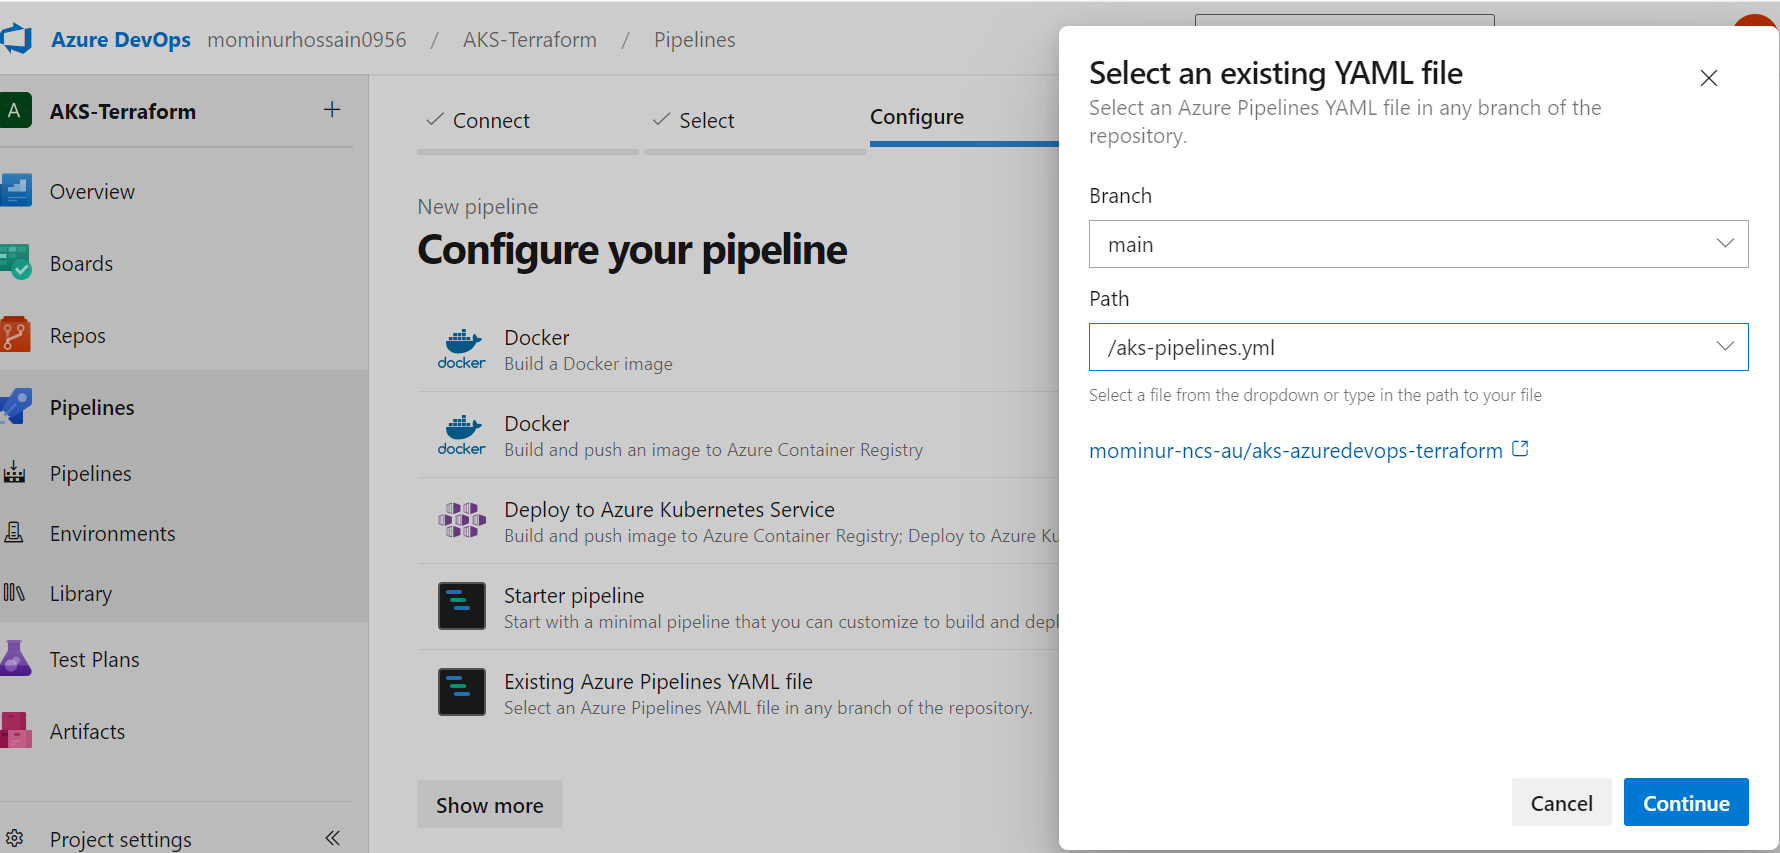 Azure DevOps mominurhossain0956 / AKS-Terraform / Pipelines
A AKS-Terraform +
Overview
Boards
Repos
Pipelines
Pipelines
Environments
Library
Test Plans
Artifacts
Project settings
Connect
Select
Configure
New pipeline
Configure your pipeline
docker
Docker
Build a Docker image
docker
Docker
Build and push an image to Azure Container Registry
Deploy to Azure Kubernetes Service
Build and push image to Azure Container Registry; Deploy to Azure Ku
Starter pipeline
Start with a minimal pipeline that you can customize to build and depl
Existing Azure Pipelines YAML file
Select an Azure Pipelines YAML file in any branch of the repository.
Show more
Select an existing YAML file
Select an Azure Pipelines YAML file in any branch of the
repository.
Branch
main
Path
/aks-pipelines.yml
Select a file from the dropdown or type in the path to your file
mominur-ncs-au/aks-azuredevops-terraform
Cancel
Continue